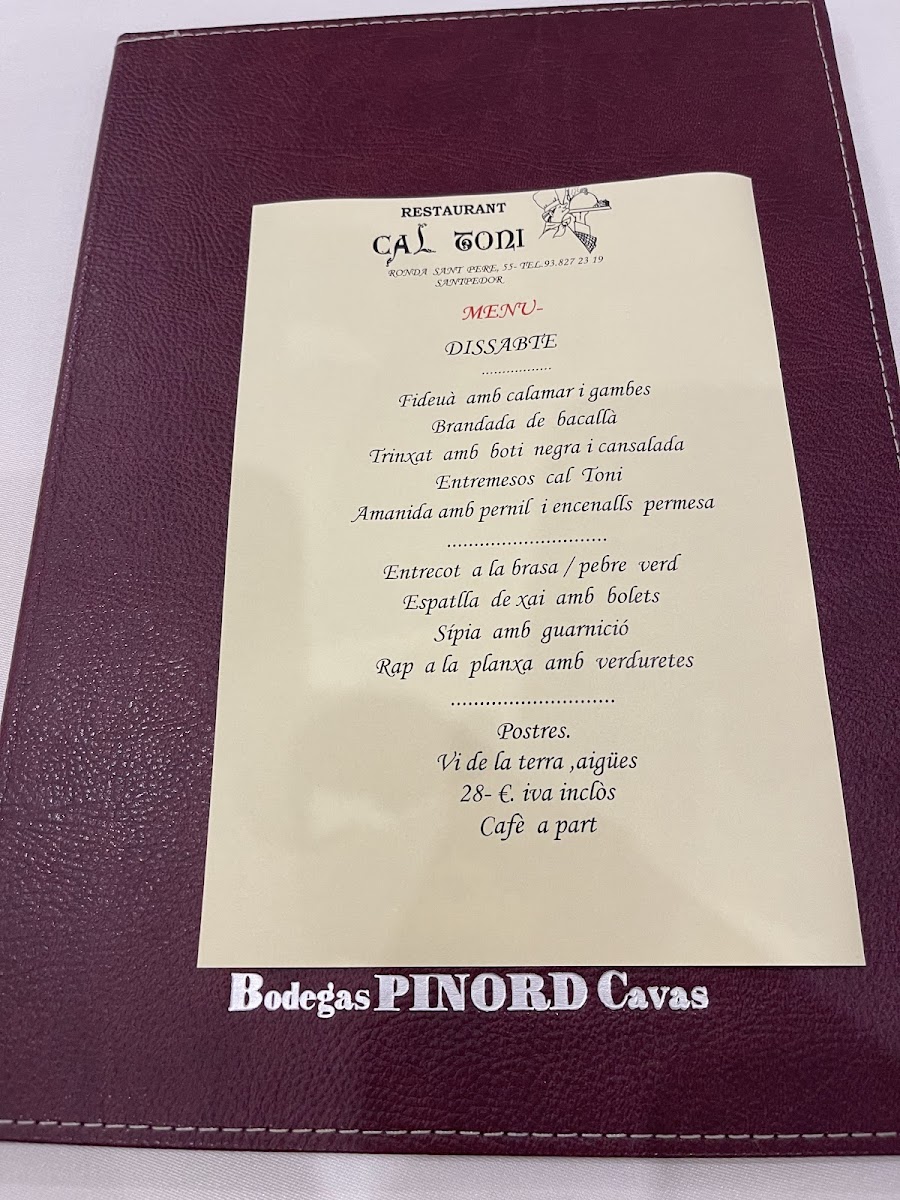 RESTAURANT
CAL TONI
RONDA SANT PERE, 55- TEL.93.827 23 19
SANTPEDOR
MENU-
DISSABTE
.................
Fideuà amb calamar i gambes
Brandada de bacallà
Trinxat amb boti negra i cansalada
Entremesos cal Toni
Amanida amb pernil i encenalls permesa
..............................
Entrecot a la brasa / pebre verd
Espatlla de xai amb bolets
Sípia amb guarnició
Rap a la planxa amb verduretes
.............................
Postres.
Vi de la terra ,aigües
28- €. iva inclòs
Cafè a part
Bodegas PINORD Cavas